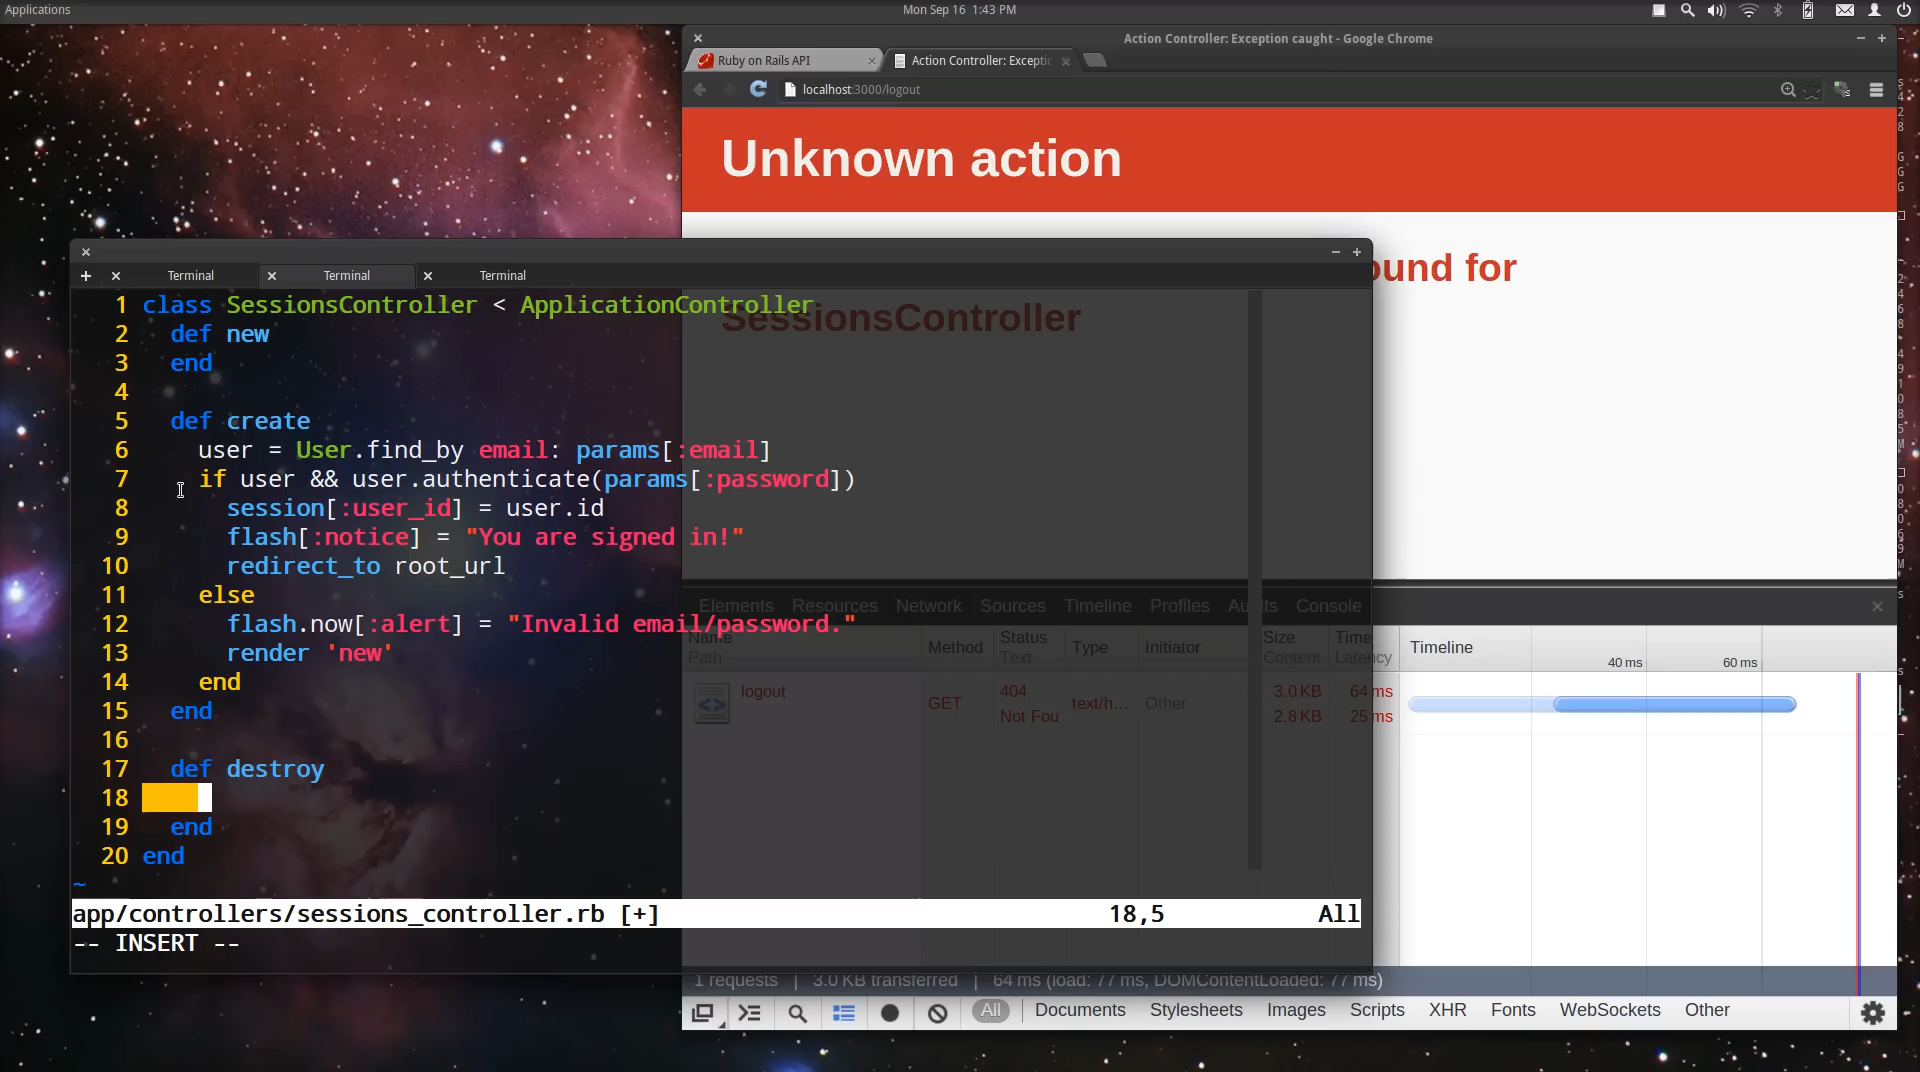 Applications
Mon Sep 16 1:43 PM
Action Controller: Exception caught - Google Chrome
Ruby on Rails API
Action Controller: Exceptic
localhost:3000/logout
Unknown action
ound for
SessionsController
Terminal
Terminal
Terminal
1 class SessionsController < ApplicationController
2 def new
3 end
4
5 def create
6 user = User.find_by email: params[:email]
7 if user && user.authenticate(params[:password])
8 session[:user_id] = user.id
9 flash[:notice] = "You are signed in!"
10 redirect_to root_url
11 else
12 flash.now[:alert] = "Invalid email/password."
13 render 'new'
14 end
15 end
16
17 def destroy
18
19 end
20 end
~
app/controllers/sessions_controller.rb [+] 18,5 All
-- INSERT --
Elements Resources Network Sources Timeline Profiles Audits Console
Name Method Status Type Initiator Size Time Timeline
Path Text Content Latency 40 ms 60 ms
logout GET 404 text/h... Other 3.0 KB 64 ms
Not Fou 2.8 KB 25 ms
1 requests | 3.0 KB transferred | 64 ms (load: 77 ms, DOMContentLoaded: 77 ms)
All Documents Stylesheets Images Scripts XHR Fonts WebSockets Other